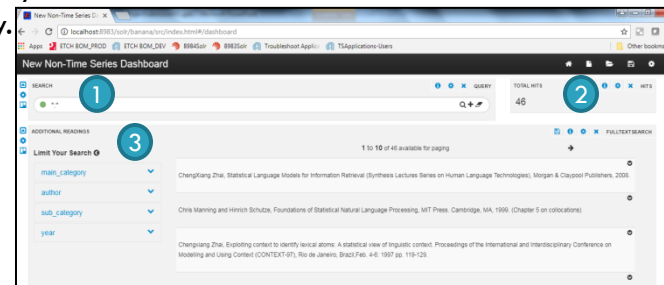 y.
New Non-Time Series Da
localhost:8983/solr/banana/src/index.html#/dashboard
Apps ETCH BOM_PROD ETCH BOM_DEV 8984Solr 8983Solr Troubleshoot Applic TSApplications-Users Other bookma
New Non-Time Series Dashboard
SEARCH QUERY
*:*
1
TOTAL HITS HITS
46
2
ADDITIONAL READINGS FULLTEXTSEARCH
3
Limit Your Search
1 to 10 of 46 available for paging
main_category
author
sub_category
year
ChengXiang Zhai, Statistical Language Models for Information Retrieval (Synthesis Lectures Series on Human Language Technologies), Morgan & Claypool Publishers, 2008.
Chris Manning and Hinrich Schutze, Foundations of Statistical Natural Language Processing, MIT Press. Cambridge, MA, 1999. (Chapter 5 on collocations)
Chengxiang Zhai, Exploiting context to identify lexical atoms: A statistical view of linguistic context. Proceedings of the International and Interdisciplinary Conference on
Modelling and Using Context (CONTEXT-97), Rio de Janeiro, Brazil,Feb. 4-6. 1997 pp. 119-129.